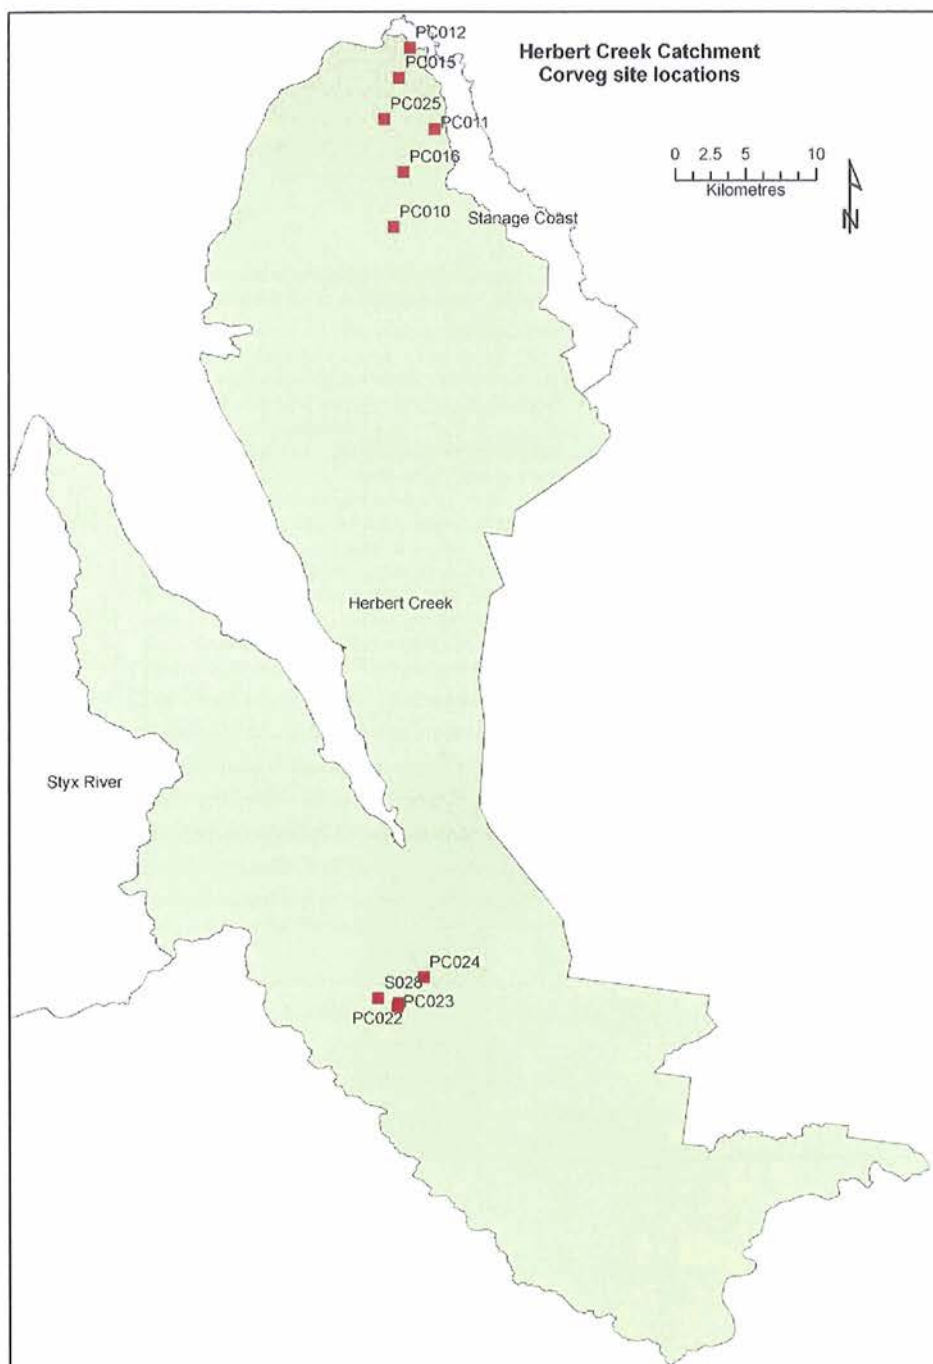 PC012
Herbert Creek Catchment
Corveg site locations
PC015
PC025
PC011
0 2.5 5 10
Kilometres
N
PC016
PC010
Stanage Coast
Herbert Creek
Styx River
PC024
S028
PC023
PC022